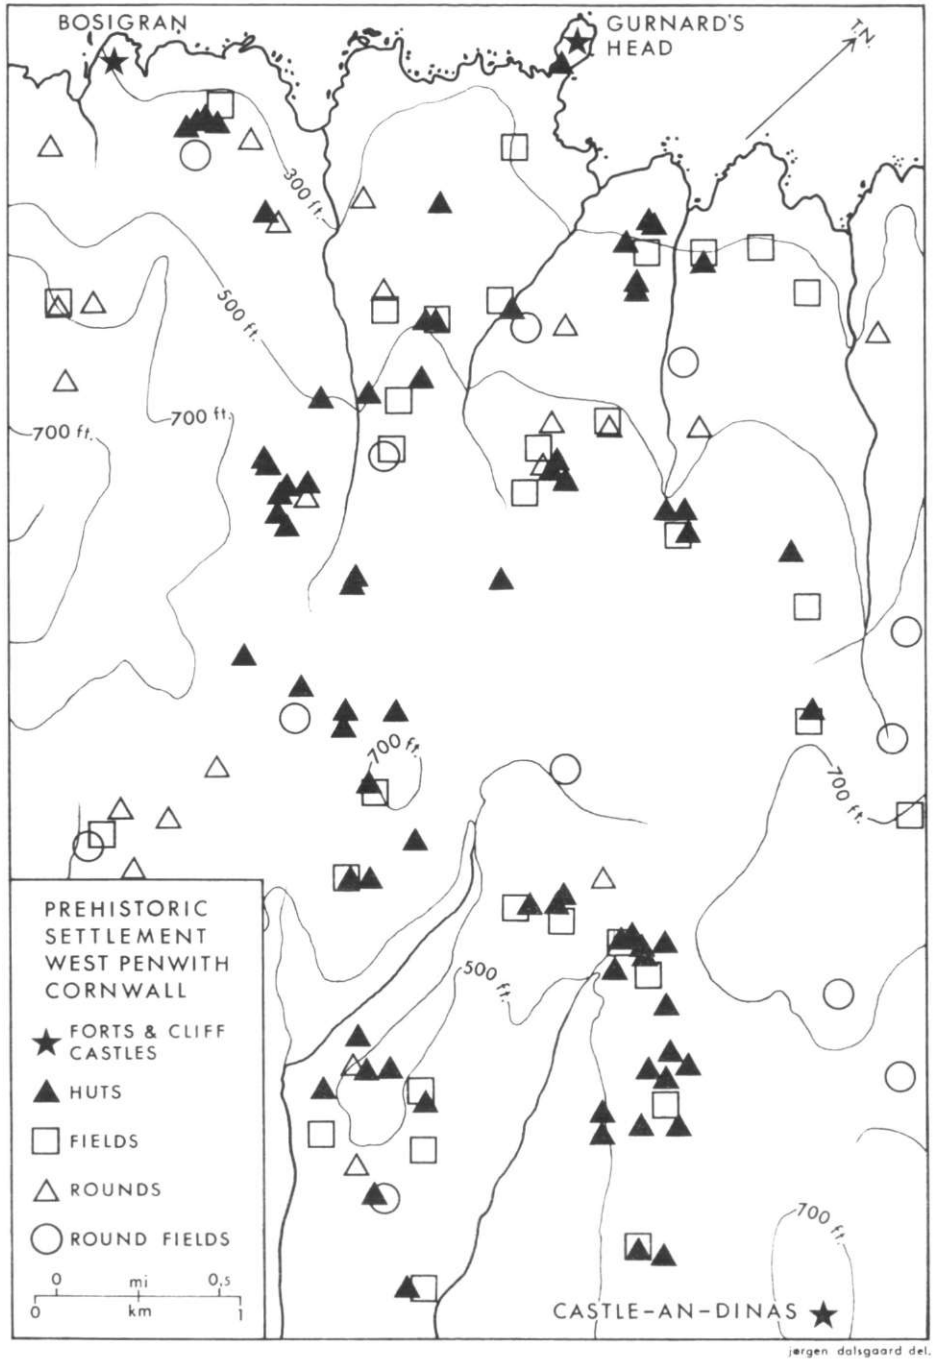 BOSIGRAN
GURNARD'S
HEAD
T.N.
300 ft.
500 ft.
700 ft.
700 ft.
700 ft.
700 ft.
500 ft.
700 ft.
PREHISTORIC
SETTLEMENT
WEST PENWITH
CORNWALL
FORTS & CLIFF
CASTLES
HUTS
FIELDS
ROUNDS
ROUND FIELDS
0 mi 0,5
0 km 1
CASTLE-AN-DINAS
jørgen dalsgaard del.